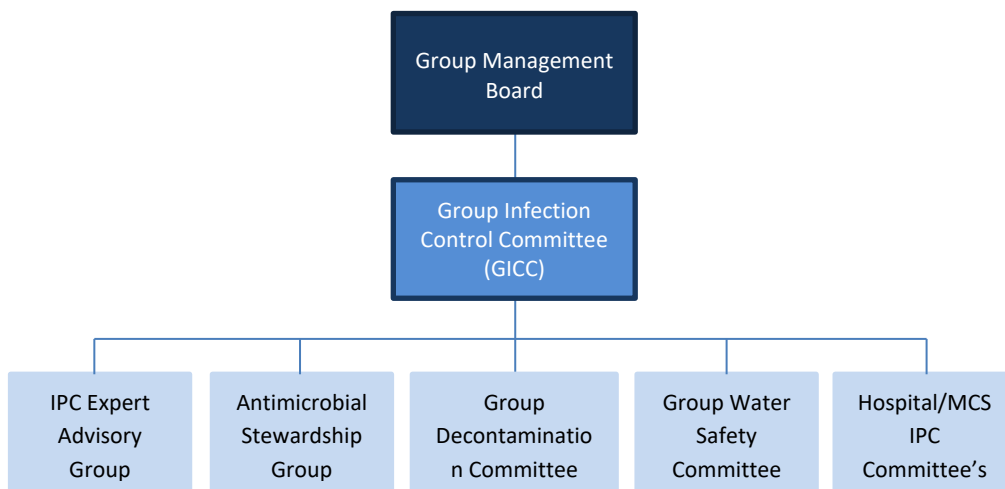 Group Management
Board
Group Infection
Control Committee
(GICC)
IPC Expert
Advisory
Group
Antimicrobial
Stewardship
Group
Group
Decontaminatio
n Committee
Group Water
Safety
Committee
Hospital/MCS
IPC
Committee’s